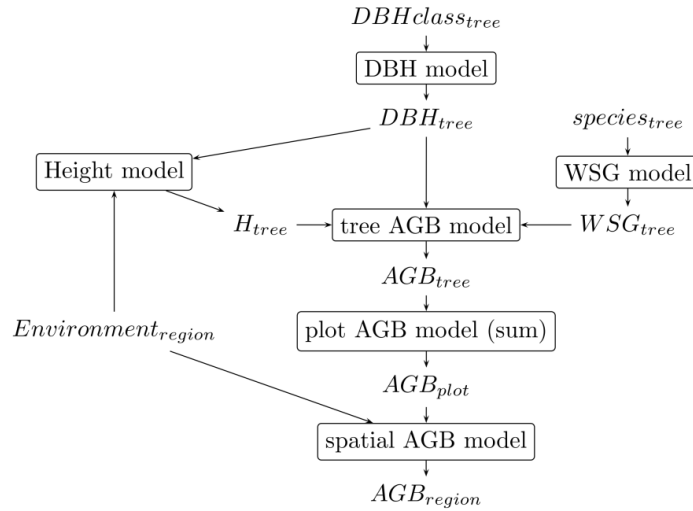 DBHclass_tree
DBH model
DBH_tree
species_tree
Height model
WSG model
H_tree
tree AGB model
WSG_tree
AGB_tree
Environment_region
plot AGB model (sum)
AGB_plot
spatial AGB model
AGB_region